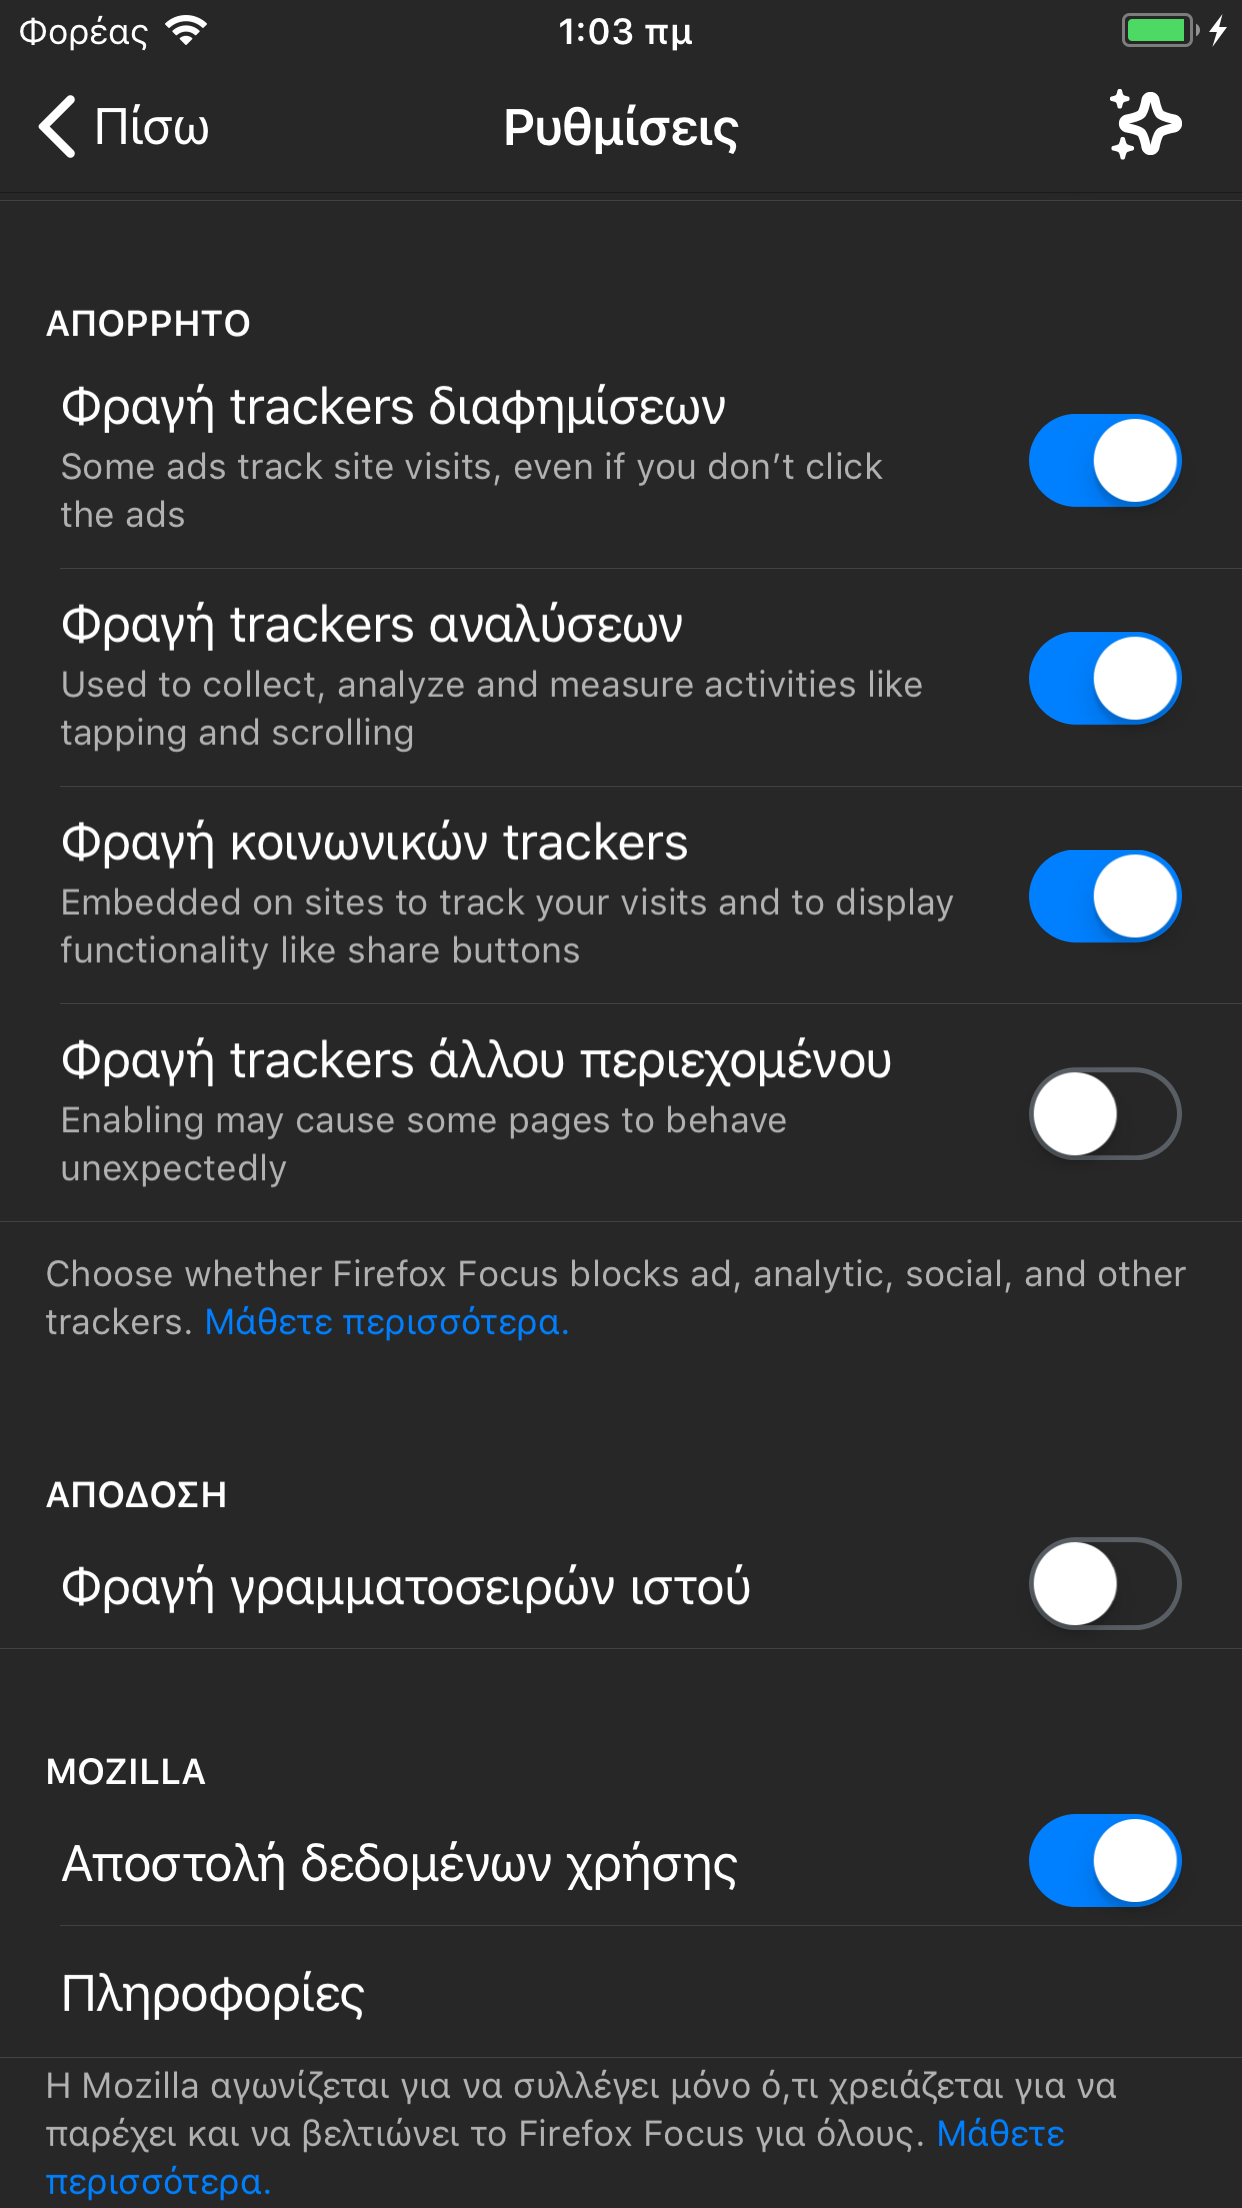 Φορέας
1:03 πμ
Πίσω
Ρυθμίσεις
ΑΠΟΡΡΗΤΟ
Φραγή trackers διαφημίσεων
Some ads track site visits, even if you don’t click
the ads
Φραγή trackers αναλύσεων
Used to collect, analyze and measure activities like
tapping and scrolling
Φραγή κοινωνικών trackers
Embedded on sites to track your visits and to display
functionality like share buttons
Φραγή trackers άλλου περιεχομένου
Enabling may cause some pages to behave
unexpectedly
Choose whether Firefox Focus blocks ad, analytic, social, and other
trackers. Μάθετε περισσότερα.
ΑΠΟΔΟΣΗ
Φραγή γραμματοσειρών ιστού
MOZILLA
Αποστολή δεδομένων χρήσης
Πληροφορίες
Η Mozilla αγωνίζεται για να συλλέγει μόνο ό,τι χρειάζεται για να
παρέχει και να βελτιώνει το Firefox Focus για όλους. Μάθετε
περισσότερα.